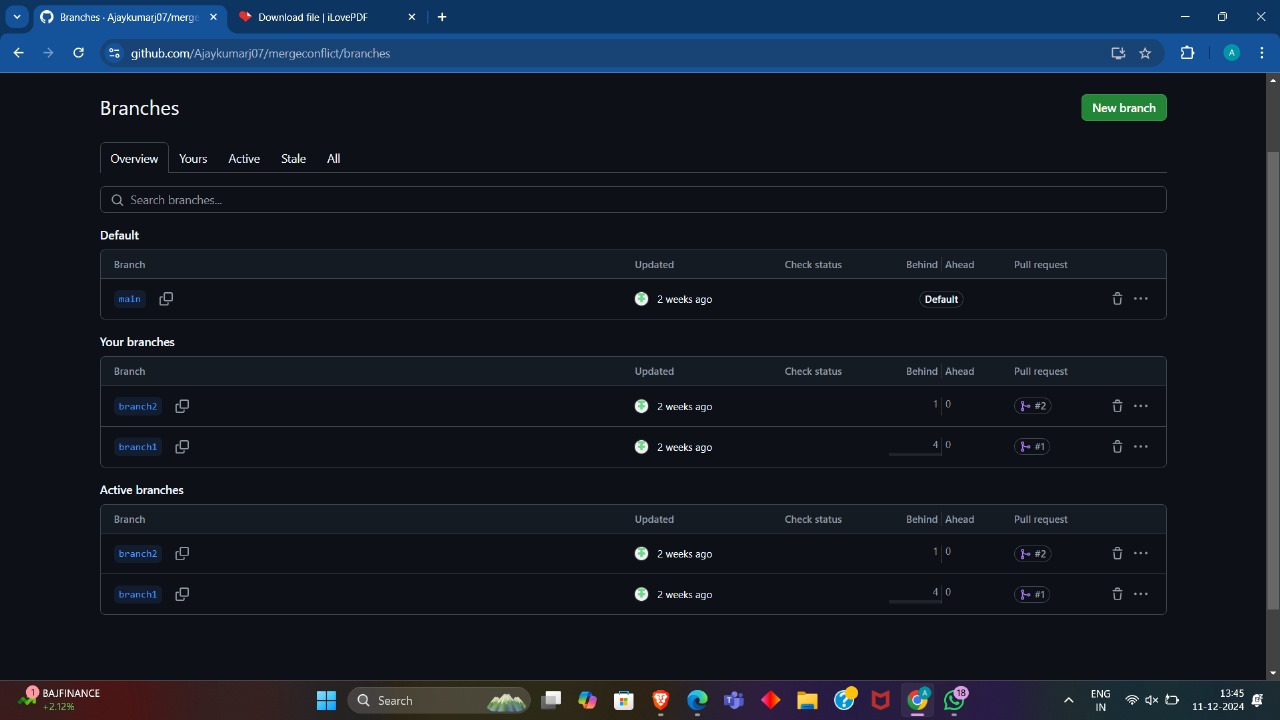 Branches · Ajaykumarj07/merge
Download file | iLovePDF
github.com/Ajaykumarj07/mergeconflict/branches
A
Branches
New branch
Overview Yours Active Stale All
Search branches...
Default
Branch Updated Check status Behind Ahead Pull request
main 2 weeks ago Default
Your branches
Branch Updated Check status Behind Ahead Pull request
branch2 2 weeks ago 1 0 #2
branch1 2 weeks ago 4 0 #1
Active branches
Branch Updated Check status Behind Ahead Pull request
branch2 2 weeks ago 1 0 #2
branch1 2 weeks ago 4 0 #1
1 BAJFINANCE
+2.12%
Search
A
18
ENG
IN
13:45
11-12-2024